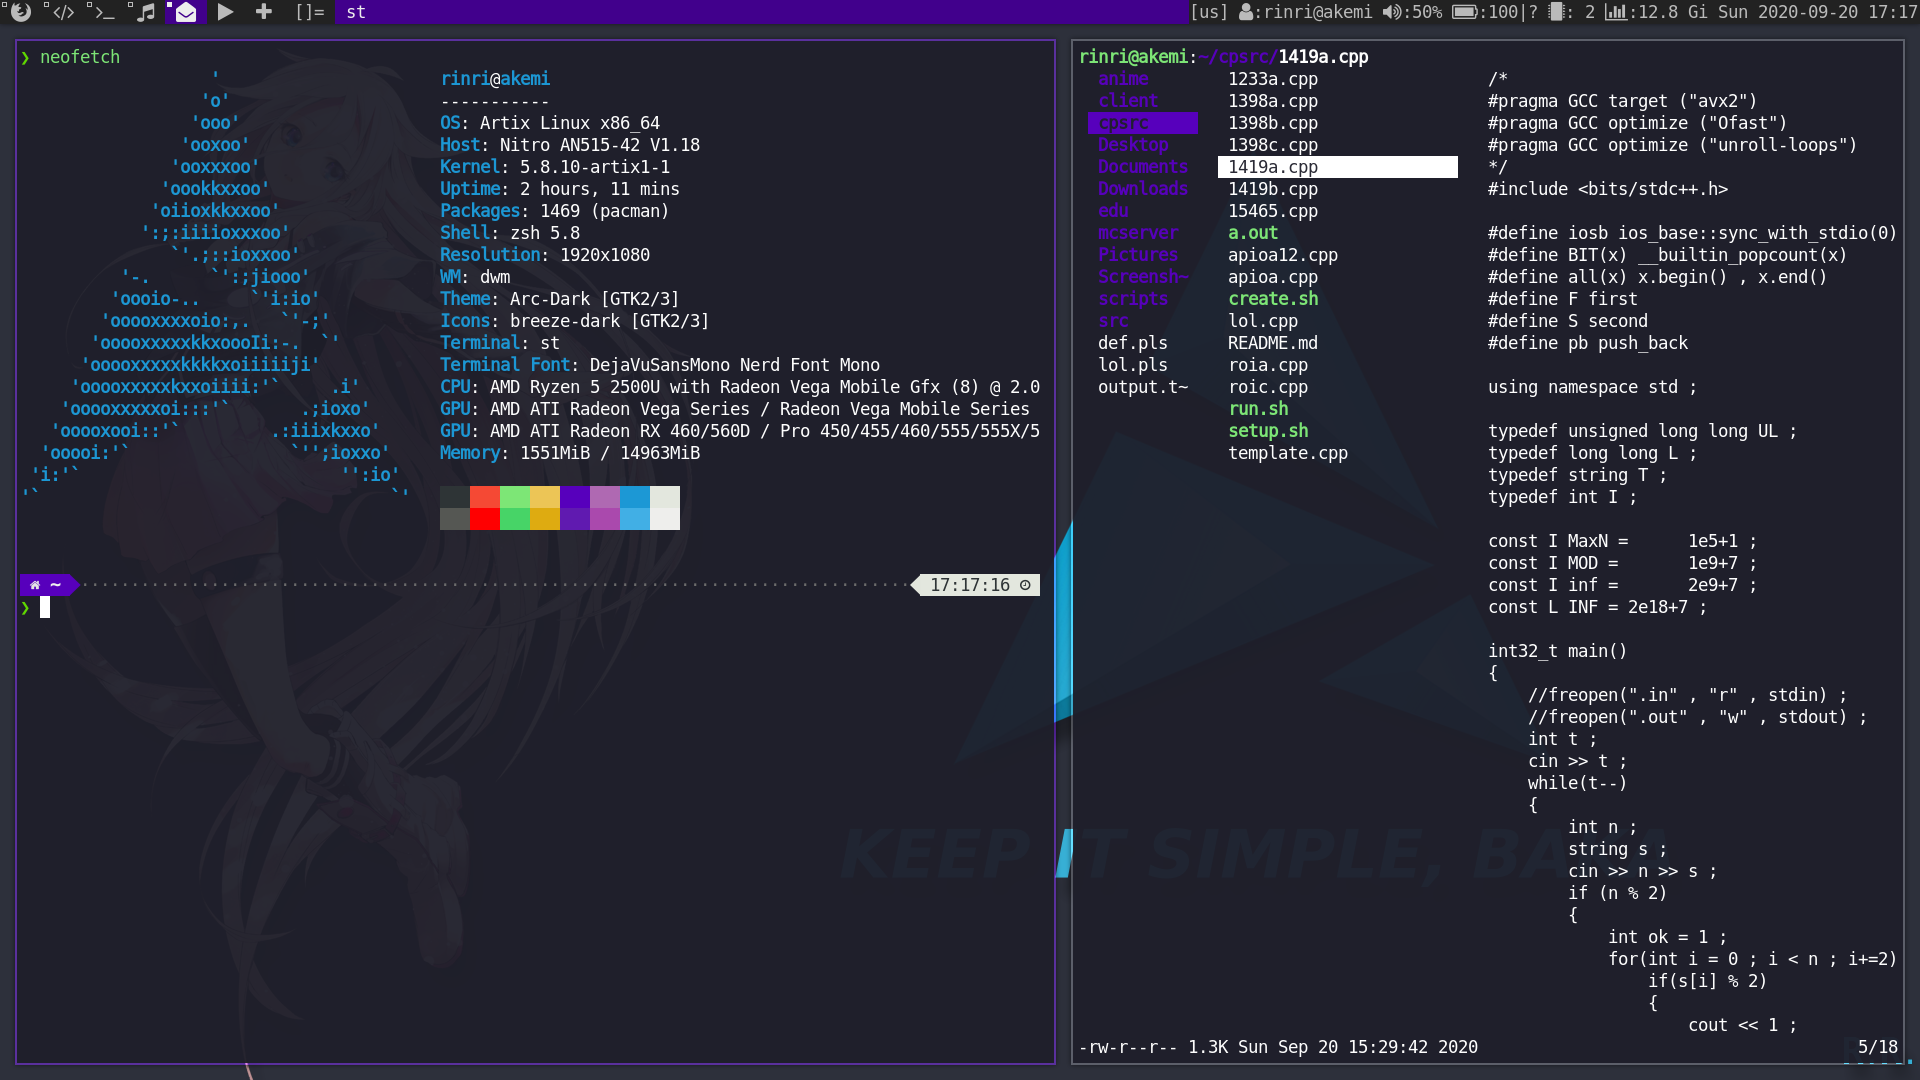 []= st [us] :rinri@akemi :50% :100|? : 2 :12.8 Gi Sun 2020-09-20 17:17
❯ neofetch
'
'o'
'ooo'
'ooxoo'
'ooxxxoo'
'oookkxxoo'
'oiioxkkxxoo'
':;:iiiioxxxoo'
`'.;::ioxxoo'
'-.      `':;jiooo'
'oooio-..     `'i:io'
'ooooxxxxoio:,.   `'-;'
'ooooxxxxxkkxoooIi:-.  `'
'ooooxxxxxkkkkxoiiiiiji'
'ooooxxxxxkxxoiiii:'`     .i'
'ooooxxxxxoi:::'`       .;ioxo'
'ooooxooi::'`         .:iiixkxxo'
'ooooi:'`                `'';ioxxo'
'i:'`                          '':io'
'`                                   `'
rinri@akemi
-----------
OS: Artix Linux x86_64
Host: Nitro AN515-42 V1.18
Kernel: 5.8.10-artix1-1
Uptime: 2 hours, 11 mins
Packages: 1469 (pacman)
Shell: zsh 5.8
Resolution: 1920x1080
WM: dwm
Theme: Arc-Dark [GTK2/3]
Icons: breeze-dark [GTK2/3]
Terminal: st
Terminal Font: DejaVuSansMono Nerd Font Mono
CPU: AMD Ryzen 5 2500U with Radeon Vega Mobile Gfx (8) @ 2.0
GPU: AMD ATI Radeon Vega Series / Radeon Vega Mobile Series
GPU: AMD ATI Radeon RX 460/560D / Pro 450/455/460/555/555X/5
Memory: 1551MiB / 14963MiB
~ 17:17:16
❯
rinri@akemi:~/cpsrc/1419a.cpp
anime
client
cpsrc
Desktop
Documents
Downloads
edu
mcserver
Pictures
Screensh~
scripts
src
def.pls
lol.pls
output.t~
1233a.cpp
1398a.cpp
1398b.cpp
1398c.cpp
1419a.cpp
1419b.cpp
15465.cpp
a.out
apioa12.cpp
apioa.cpp
create.sh
lol.cpp
README.md
roia.cpp
roic.cpp
run.sh
setup.sh
template.cpp
/*
#pragma GCC target ("avx2")
#pragma GCC optimize ("Ofast")
#pragma GCC optimize ("unroll-loops")
*/
#include <bits/stdc++.h>
#define iosb ios_base::sync_with_stdio(0)
#define BIT(x) __builtin_popcount(x)
#define all(x) x.begin() , x.end()
#define F first
#define S second
#define pb push_back
using namespace std ;
typedef unsigned long long UL ;
typedef long long L ;
typedef string T ;
typedef int I ;
const I MaxN =      1e5+1 ;
const I MOD =       1e9+7 ;
const I inf =       2e9+7 ;
const L INF = 2e18+7 ;
int32_t main()
{
//freopen(".in" , "r" , stdin) ;
//freopen(".out" , "w" , stdout) ;
int t ;
cin >> t ;
while(t--)
{
int n ;
string s ;
cin >> n >> s ;
if (n % 2)
{
int ok = 1 ;
for(int i = 0 ; i < n ; i+=2)
if(s[i] % 2)
{
cout << 1 ;
-rw-r--r-- 1.3K Sun Sep 20 15:29:42 2020 5/18
KEEP IT SIMPLE, BAKA